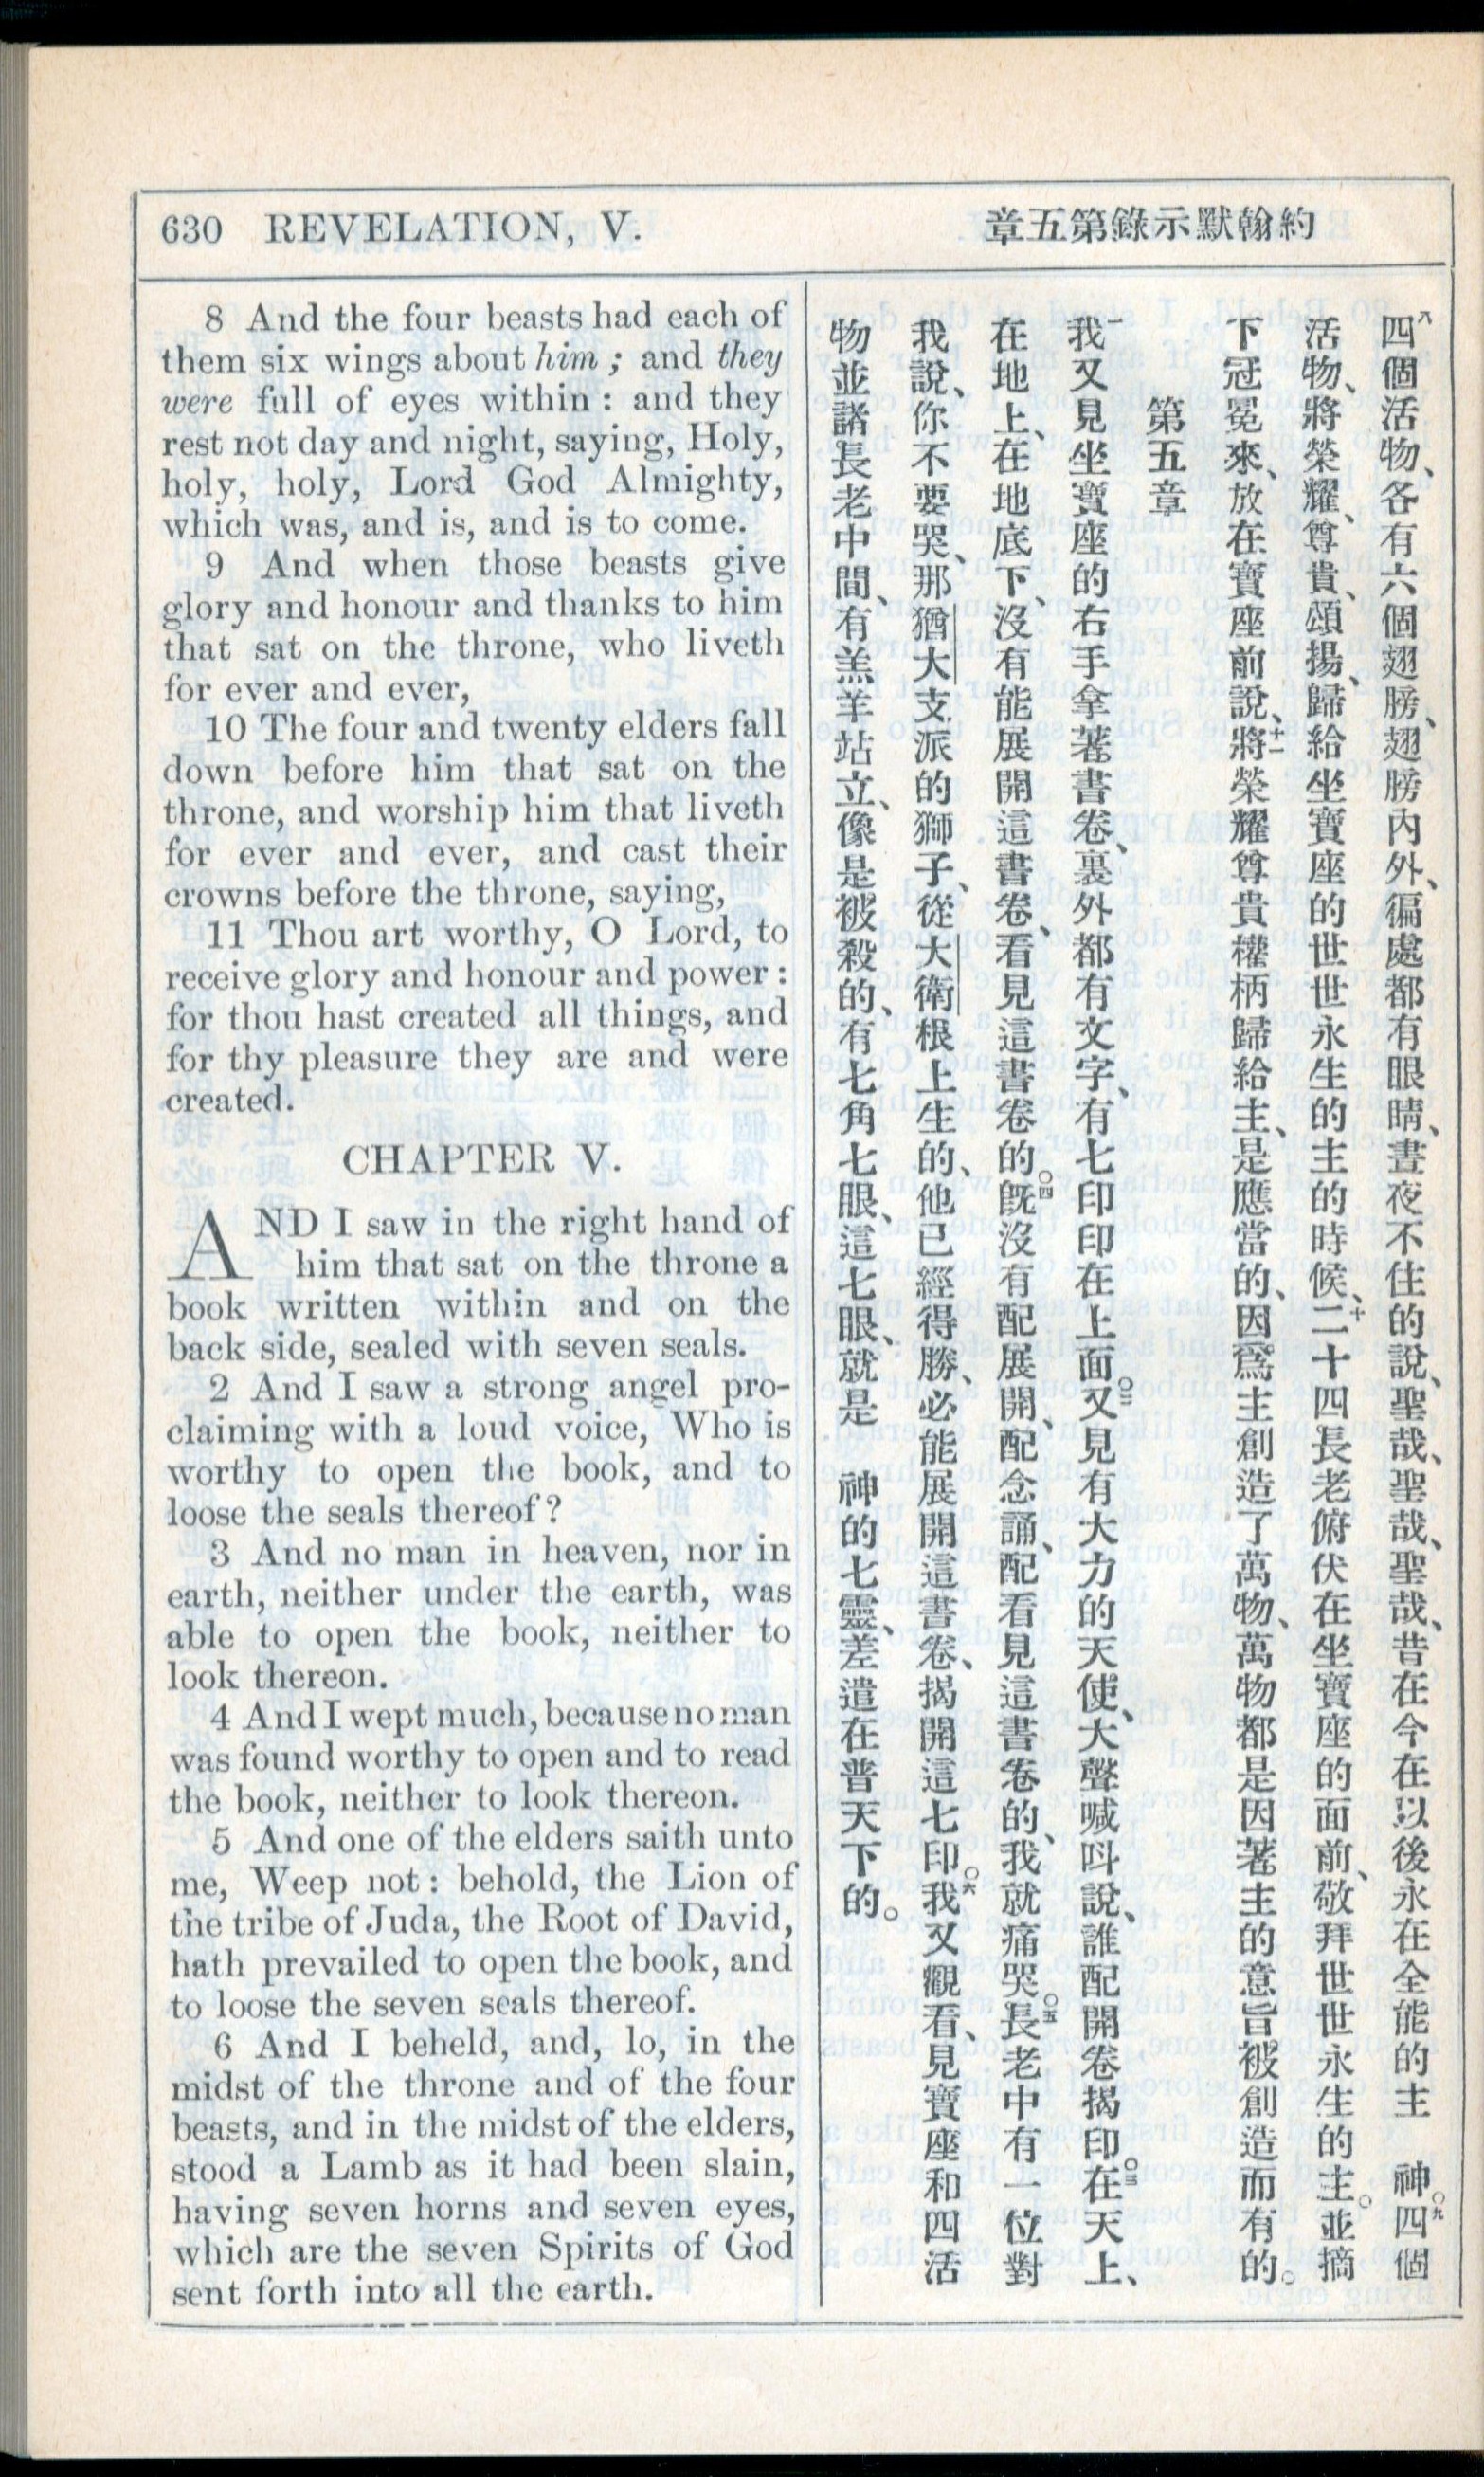 630 REVELATION, V.
約翰默示錄第五章
8 And the four beasts had each of
them six wings about him ; and they
were full of eyes within : and they
rest not day and night, saying, Holy,
holy, holy, Lord God Almighty,
which was, and is, and is to come.
9 And when those beasts give
glory and honour and thanks to him
that sat on the throne, who liveth
for ever and ever,
10 The four and twenty elders fall
down before him that sat on the
throne, and worship him that liveth
for ever and ever, and cast their
crowns before the throne, saying,
11 Thou art worthy, O Lord, to
receive glory and honour and power :
for thou hast created all things, and
for thy pleasure they are and were
created.
CHAPTER V.
AND I saw in the right hand of
him that sat on the throne a
book written within and on the
back side, sealed with seven seals.
2 And I saw a strong angel pro-
claiming with a loud voice, Who is
worthy to open the book, and to
loose the seals thereof?
3 And no man in heaven, nor in
earth, neither under the earth, was
able to open the book, neither to
look thereon.
4 And I wept much, because no man
was found worthy to open and to read
the book, neither to look thereon.
5 And one of the elders saith unto
me, Weep not : behold, the Lion of
the tribe of Juda, the Root of David,
hath prevailed to open the book, and
to loose the seven seals thereof.
6 And I beheld, and, lo, in the
midst of the throne and of the four
beasts, and in the midst of the elders,
stood a Lamb as it had been slain,
having seven horns and seven eyes,
which are the seven Spirits of God
sent forth into all the earth.
八四個活物、各有六個翅膀、翅膀內外、徧處都有眼睛、晝夜不住的說、聖哉、聖哉、聖哉、昔在今在以後永在全能的主　神。九四個
活物、將榮耀、尊貴、頌揚、歸給坐寶座的世世永生的主的時候、十二十四長老俯伏在坐寶座的面前、敬拜世世永生的主。並摘
下冠冕來、放在寶座前說、十一將榮耀尊貴權柄歸給主、是應當的、因爲主創造了萬物、萬物都是因著主的意旨被創造而有的。
第五章
一我又見坐寶座的右手拿著書卷、裏外都有文字、有七印印在上面。二又見有大力的天使、大聲喊叫說、誰配開卷揭印。三在天上、
在地上、在地底下、沒有能展開這書卷、看見這書卷的。四旣沒有配展開、配念誦、配看見這書卷的、我就痛哭。五長老中有一位對
我說、你不要哭、那猶大支派的獅子、從大衛根上生的、他已經得勝、必能展開這書卷、揭開這七印。六我又觀看、見寶座和四活
物並諸長老中間、有羔羊站立、像是被殺的、有七角七眼、這七眼、就是　神的七靈、差遣在普天下的。